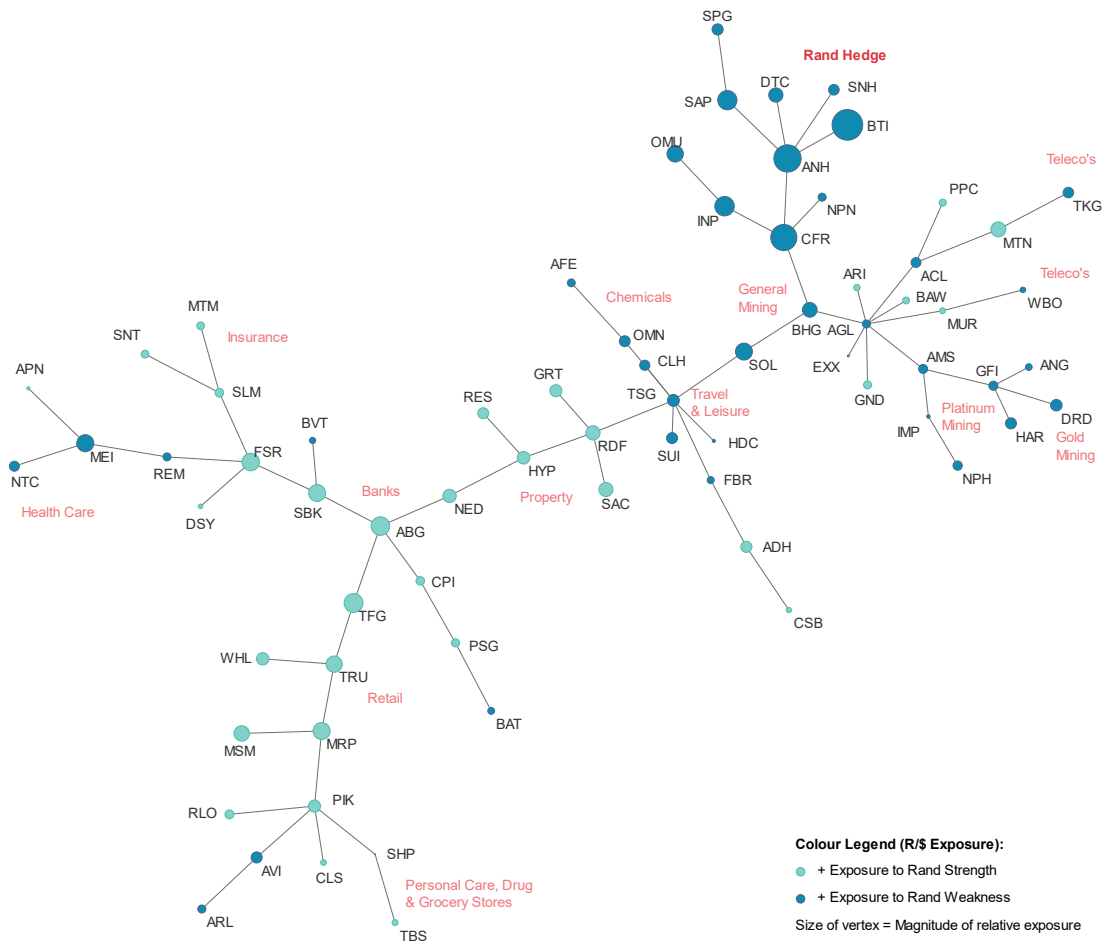 SPG
Rand Hedge
DTC
SNH
SAP
BTI
OMU
ANH
Teleco's
PPC
TKG
INP
NPN
CFR
MTN
AFE
ACL
ARI
Teleco's
Chemicals
General
Mining
BAW
WBO
MTM
BHG
AGL
MUR
SNT
Insurance
OMN
CLH
SOL
EXX
AMS
GFI
ANG
APN
SLM
GRT
RES
TSG
Travel
& Leisure
GND
Platinum
Mining
DRD
IMP
HAR
Gold
Mining
BVT
RDF
HDC
SUI
MEI
REM
FSR
HYP
FBR
NPH
NTC
Banks
Property
SAC
NED
Health Care
DSY
SBK
ABG
ADH
CPI
TFG
CSB
PSG
WHL
TRU
Retail
BAT
MSM
MRP
PIK
RLO
SHP
AVI
CLS
Personal Care, Drug
& Grocery Stores
ARL
TBS
Colour Legend (R/$ Exposure):
+ Exposure to Rand Strength
+ Exposure to Rand Weakness
Size of vertex = Magnitude of relative exposure